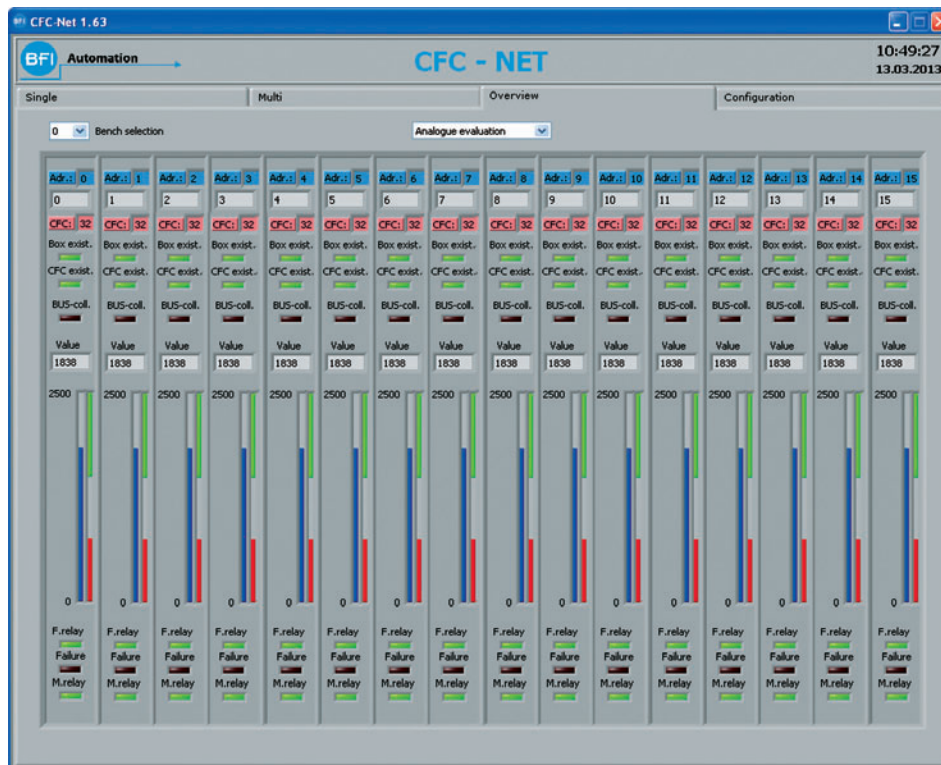 BFI CFC-Net 1.63
BFI Automation CFC - NET 10:49:27
13.03.2013
Single Multi Overview Configuration
0 Bench selection Analogue evaluation
Adr.: 0 Adr.: 1 Adr.: 2 Adr.: 3 Adr.: 4 Adr.: 5 Adr.: 6 Adr.: 7 Adr.: 8 Adr.: 9 Adr.: 10 Adr.: 11 Adr.: 12 Adr.: 13 Adr.: 14 Adr.: 15
0 1 2 3 4 5 6 7 8 9 10 11 12 13 14 15
CFC: 32 CFC: 32 CFC: 32 CFC: 32 CFC: 32 CFC: 32 CFC: 32 CFC: 32 CFC: 32 CFC: 32 CFC: 32 CFC: 32 CFC: 32 CFC: 32 CFC: 32 CFC: 32
Box exist. Box exist. Box exist. Box exist. Box exist. Box exist. Box exist. Box exist. Box exist. Box exist. Box exist. Box exist. Box exist. Box exist. Box exist. Box exist.
CFC exist. CFC exist. CFC exist. CFC exist. CFC exist. CFC exist. CFC exist. CFC exist. CFC exist. CFC exist. CFC exist. CFC exist. CFC exist. CFC exist. CFC exist. CFC exist.
BUS-coll. BUS-coll. BUS-coll. BUS-coll. BUS-coll. BUS-coll. BUS-coll. BUS-coll. BUS-coll. BUS-coll. BUS-coll. BUS-coll. BUS-coll. BUS-coll. BUS-coll. BUS-coll.
Value Value Value Value Value Value Value Value Value Value Value Value Value Value Value Value
1838 1838 1838 1838 1838 1838 1838 1838 1838 1838 1838 1838 1838 1838 1838 1838
2500 2500 2500 2500 2500 2500 2500 2500 2500 2500 2500 2500 2500 2500 2500 2500
0 0 0 0 0 0 0 0 0 0 0 0 0 0 0 0
F.relay F.relay F.relay F.relay F.relay F.relay F.relay F.relay F.relay F.relay F.relay F.relay F.relay F.relay F.relay F.relay
Failure Failure Failure Failure Failure Failure Failure Failure Failure Failure Failure Failure Failure Failure Failure Failure
M.relay M.relay M.relay M.relay M.relay M.relay M.relay M.relay M.relay M.relay M.relay M.relay M.relay M.relay M.relay M.relay